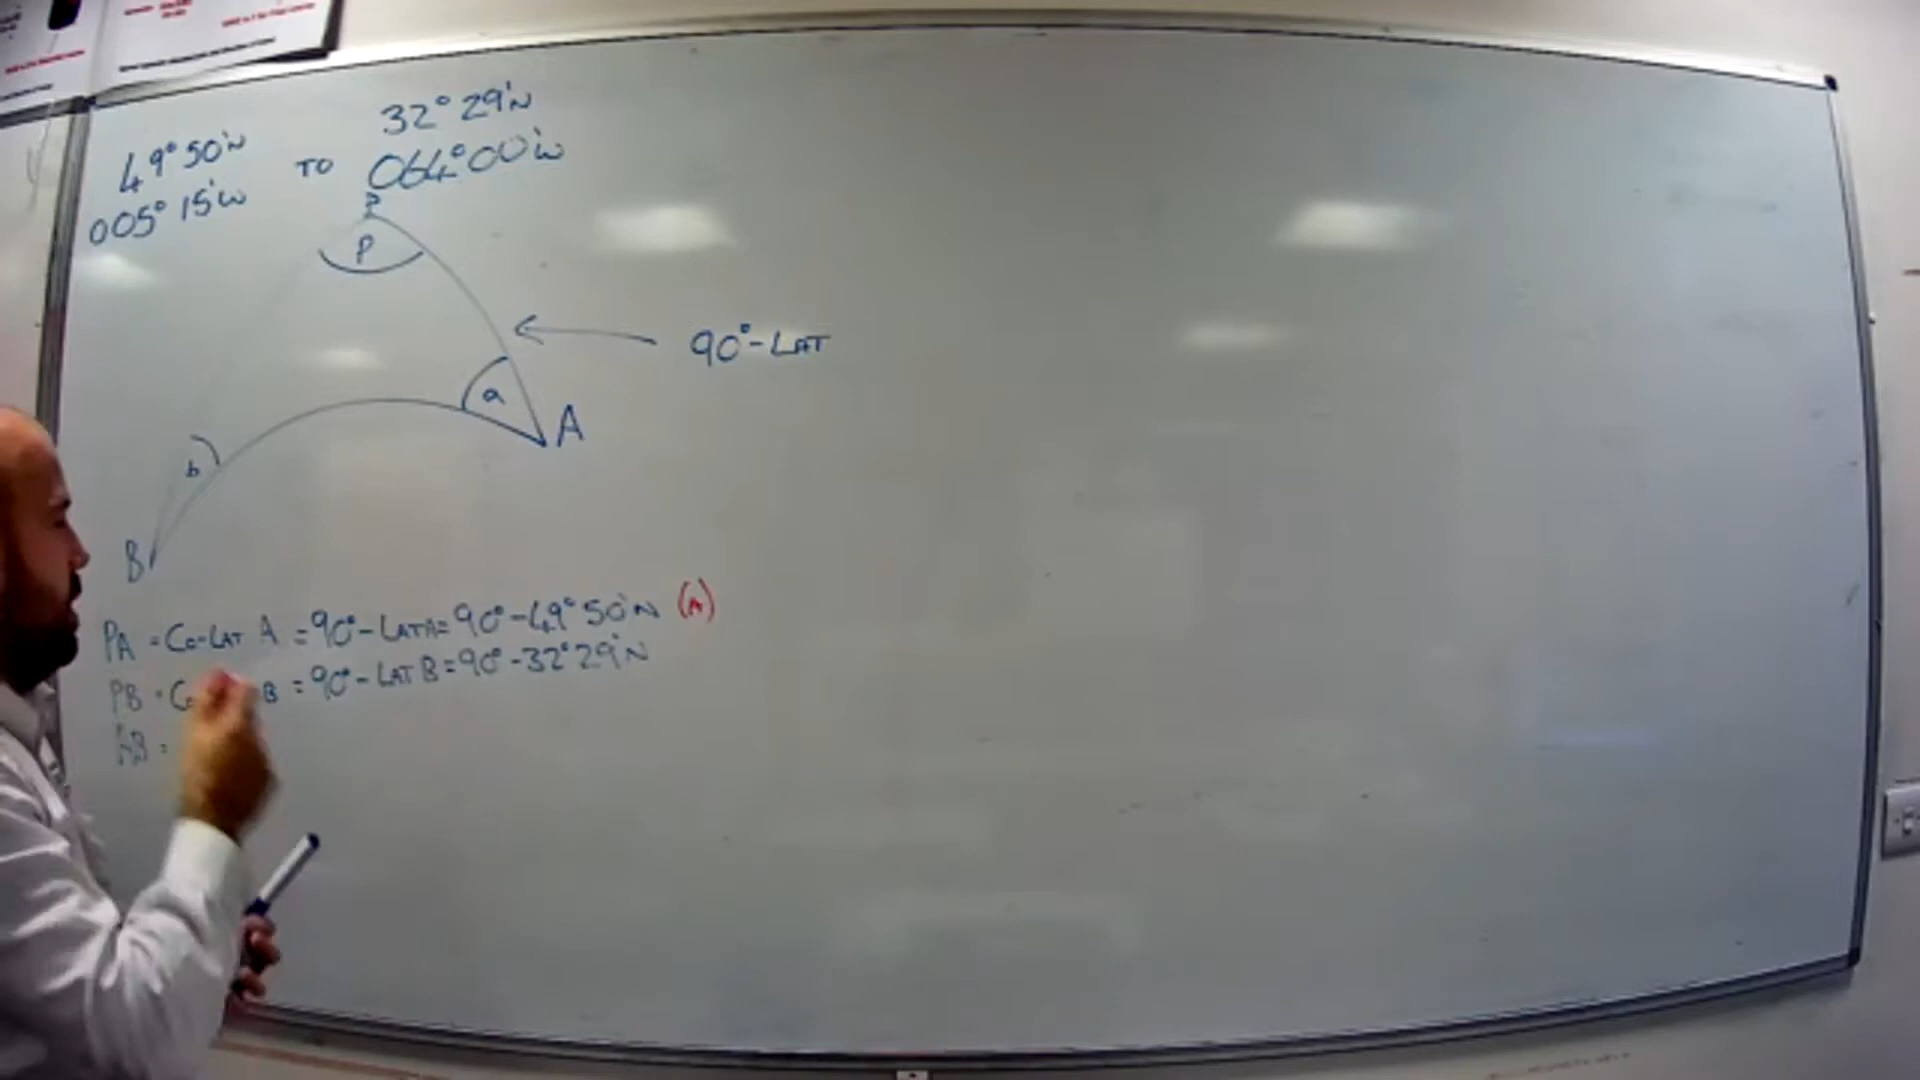 49°50'N
005°15'W
TO
32°29'N
064°00'W
P
P
90°-LAT
a
A
b
B
PA = CO-LAT A = 90° - LAT A = 90° - 49°50'N (A)
PB = B = 90° - LAT B = 90° - 32°29'N
AB =